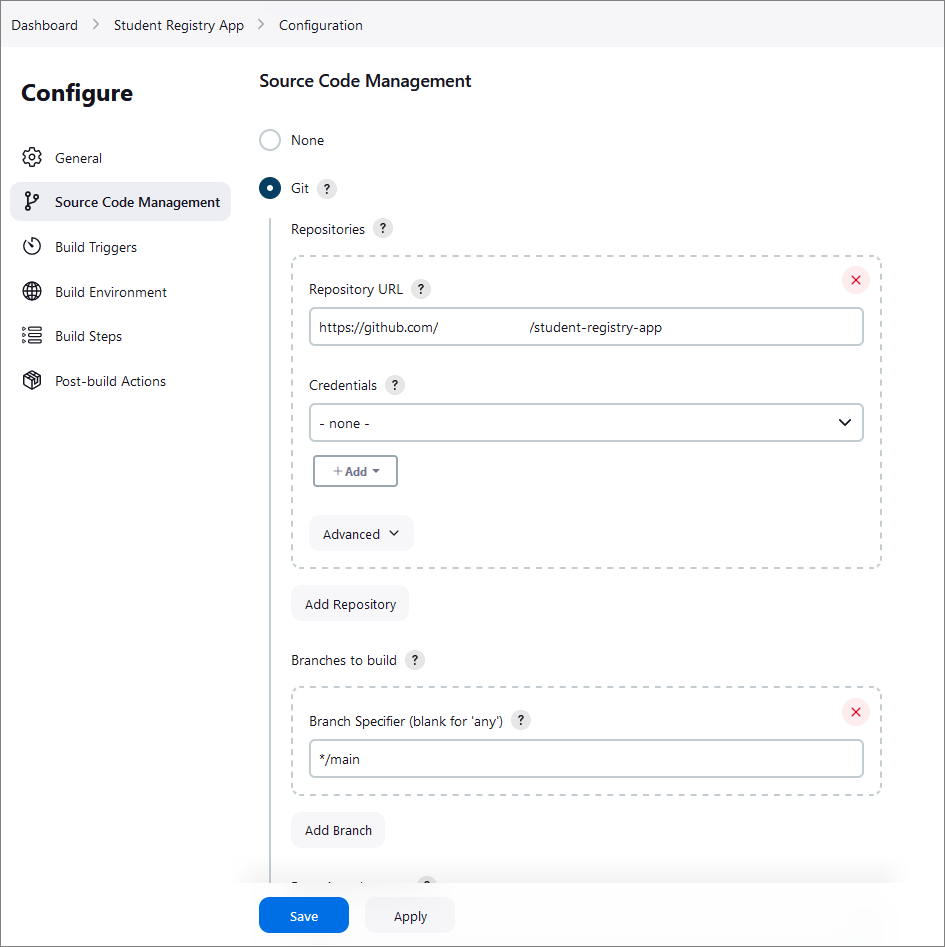 Dashboard > Student Registry App > Configuration
Configure
General
Source Code Management
Build Triggers
Build Environment
Build Steps
Post-build Actions
Source Code Management
None
Git ?
Repositories ?
Repository URL ?
https://github.com/ /student-registry-app
Credentials ?
- none -
+ Add
Advanced
Add Repository
Branches to build ?
Branch Specifier (blank for 'any') ?
*/main
Add Branch
Save
Apply